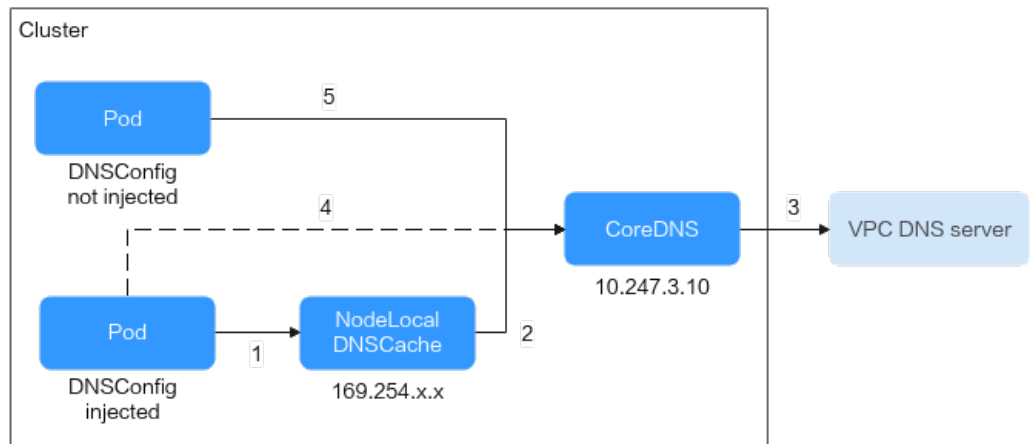 Cluster
Pod
DNSConfig
not injected
5
4
CoreDNS
10.247.3.10
3
VPC DNS server
Pod
DNSConfig
injected
1
NodeLocal
DNSCache
169.254.x.x
2